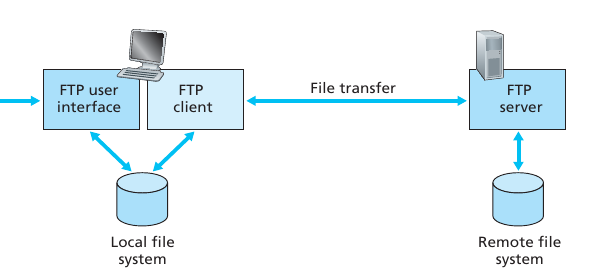 FTP user
interface
FTP
client
File transfer
FTP
server
Local file
system
Remote file
system